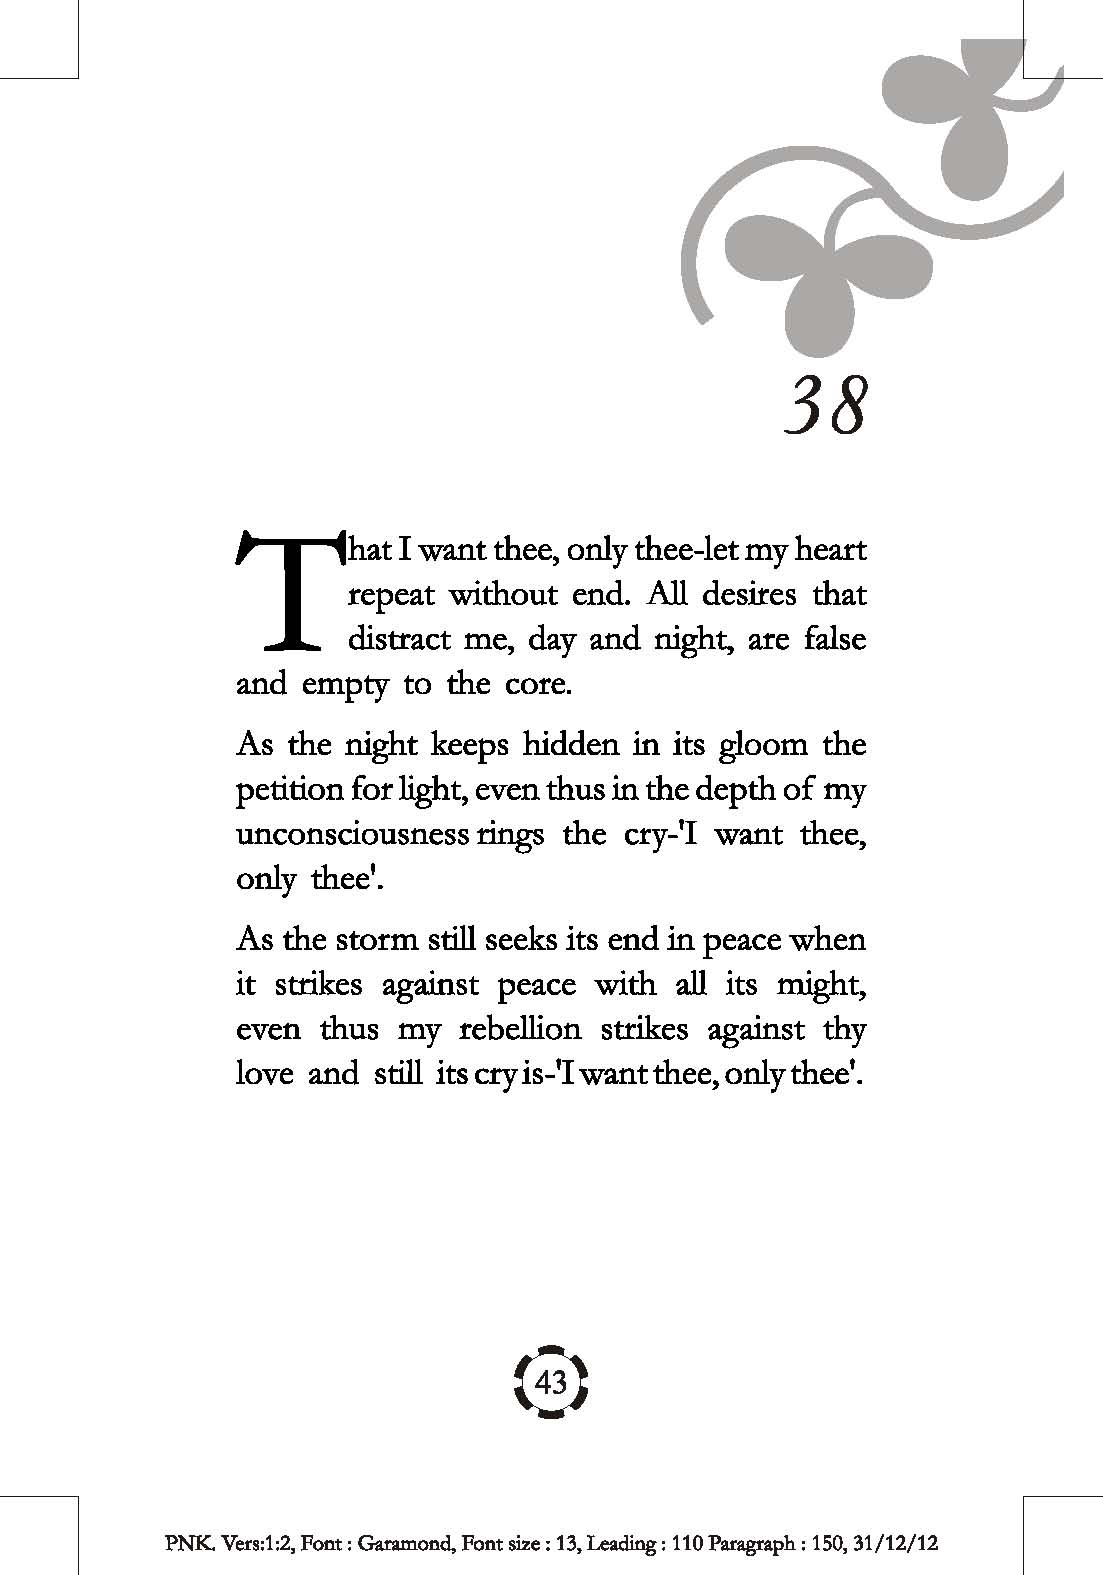 38
That I want thee, only thee-let my heart
repeat without end. All desires that
distract me, day and night, are false
and empty to the core.
As the night keeps hidden in its gloom the
petition for light, even thus in the depth of my
unconsciousness rings the cry-'I want thee,
only thee'.
As the storm still seeks its end in peace when
it strikes against peace with all its might,
even thus my rebellion strikes against thy
love and still its cry is-'I want thee, only thee'.
43
PNK. Vers:1:2, Font : Garamond, Font size : 13, Leading : 110 Paragraph : 150, 31/12/12